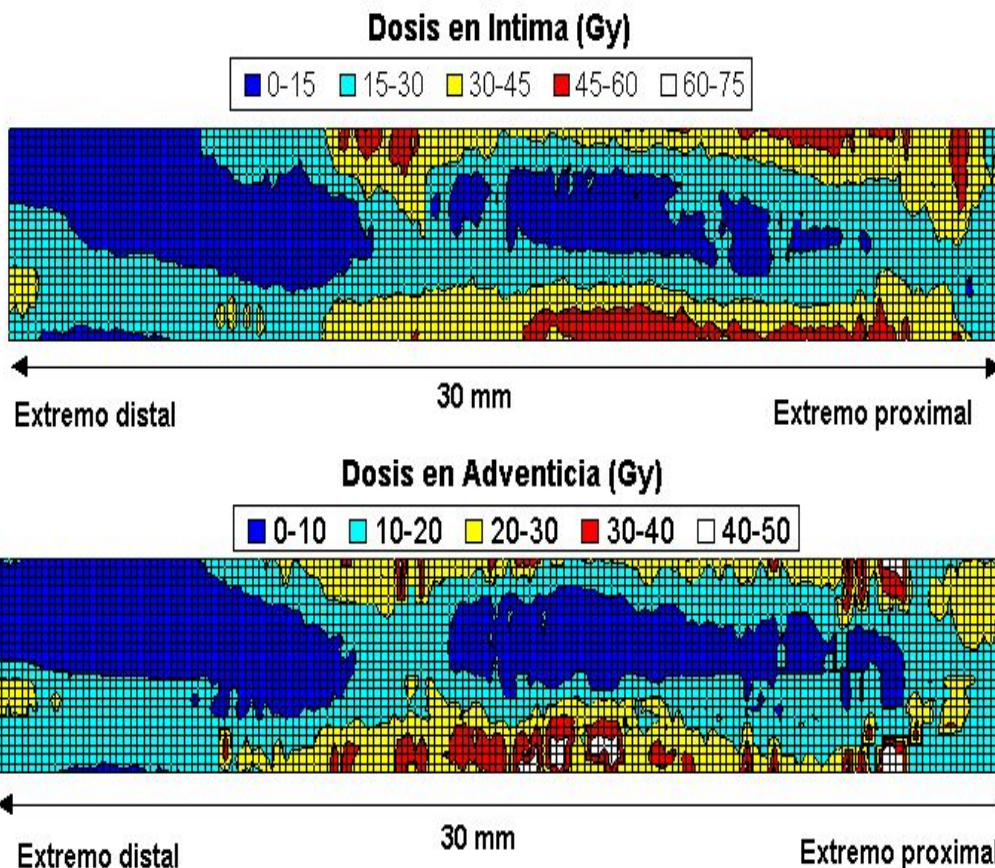 Dosis en Intima (Gy)
0-15 15-30 30-45 45-60 60-75
30 mm
Extremo distal Extremo proximal
Dosis en Adventicia (Gy)
0-10 10-20 20-30 30-40 40-50
30 mm
Extremo distal Extremo proximal